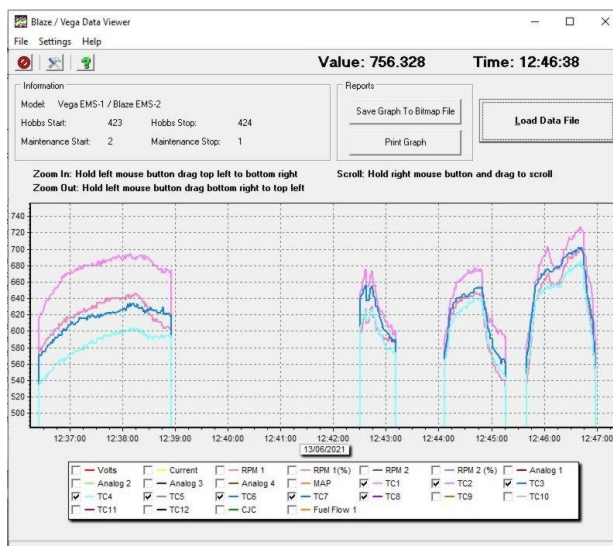 Blaze / Vega Data Viewer
File Settings Help
Value: 756.328 Time: 12:46:38
Information
Model: Vega EMS-1 / Blaze EMS-2
Hobbs Start: 423 Hobbs Stop: 424
Maintenance Start: 2 Maintenance Stop: 1
Reports
Save Graph To Bitmap File
Print Graph
Load Data File
Zoom In: Hold left mouse button drag top left to bottom right
Zoom Out: Hold left mouse button drag bottom right to top left
Scroll: Hold right mouse button and drag to scroll
740
720
700
680
660
640
620
600
580
560
540
520
500
12:37:00 12:38:00 12:39:00 12:40:00 12:41:00 12:42:00 12:43:00 12:44:00 12:45:00 12:46:00 12:47:00
13/06/2021
Volts Current RPM 1 RPM 1(%) RPM 2 RPM 2 (%) Analog 1
Analog 2 Analog 3 Analog 4 MAP TC1 TC2 TC3
TC4 TC5 TC6 TC7 TC8 TC9 TC10
TC11 TC12 CJC Fuel Flow 1